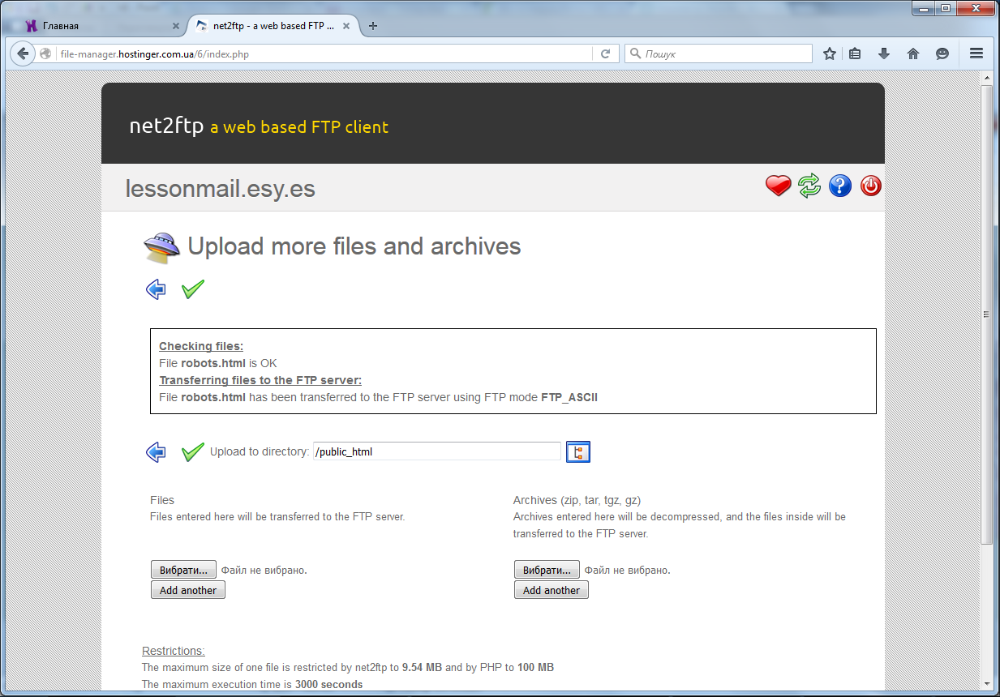 Главная
net2ftp - a web based FTP ...
file-manager.hostinger.com.ua/6/index.php
Пошук
net2ftp a web based FTP client
lessonmail.esy.es
Upload more files and archives
Checking files:
File robots.html is OK
Transferring files to the FTP server:
File robots.html has been transferred to the FTP server using FTP mode FTP_ASCII
Upload to directory: /public_html
Files
Files entered here will be transferred to the FTP server.
Вибрати... Файл не вибрано.
Add another
Archives (zip, tar, tgz, gz)
Archives entered here will be decompressed, and the files inside will be
transferred to the FTP server.
Вибрати... Файл не вибрано.
Add another
Restrictions:
The maximum size of one file is restricted by net2ftp to 9.54 MB and by PHP to 100 MB
The maximum execution time is 3000 seconds